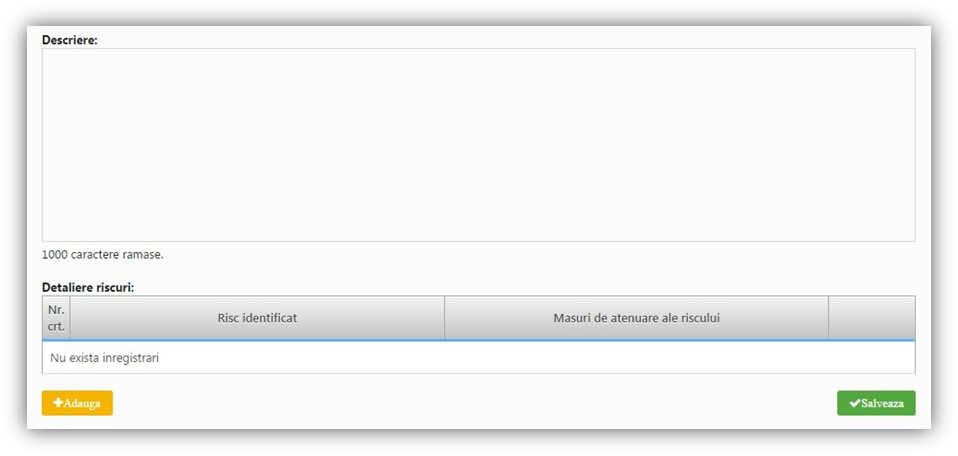 Descriere:
1000 caractere ramase.
Detaliere riscuri:
Nr.
crt.
Risc identificat
Masuri de atenuare ale riscului
Nu exista inregistrari
Adauga
Salveaza